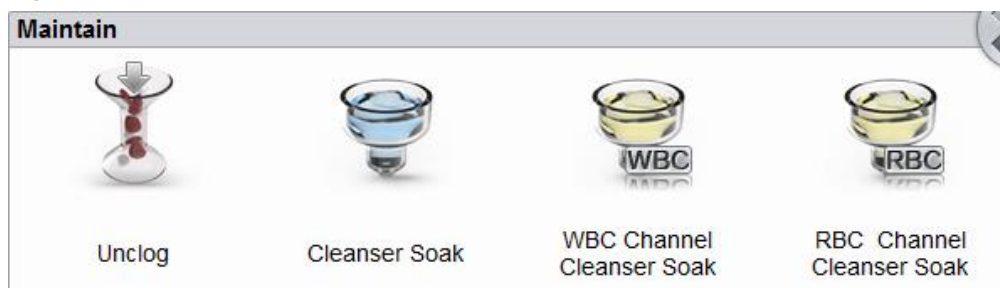 Maintain
WBC
RBC
Unclog
Cleanser Soak
WBC Channel
Cleanser Soak
RBC Channel
Cleanser Soak